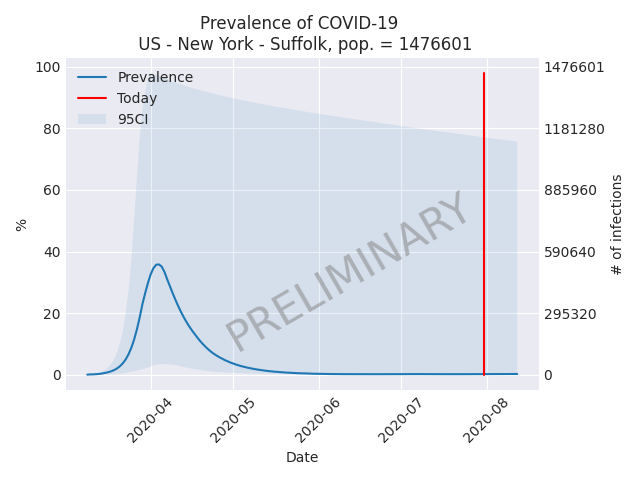 Prevalence of COVID-19
US - New York - Suffolk, pop. = 1476601
Prevalence
Today
95CI
100
80
60
40
20
0
%
1476601
1181280
885960
590640
295320
0
# of infections
PRELIMINARY
2020-04
2020-05
2020-06
2020-07
2020-08
Date